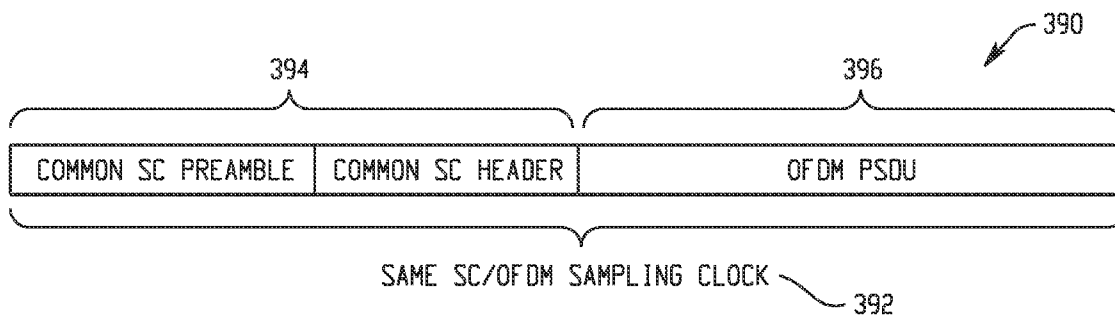 390
394 396
COMMON SC PREAMBLE COMMON SC HEADER OFDM PSDU
SAME SC/OFDM SAMPLING CLOCK
392